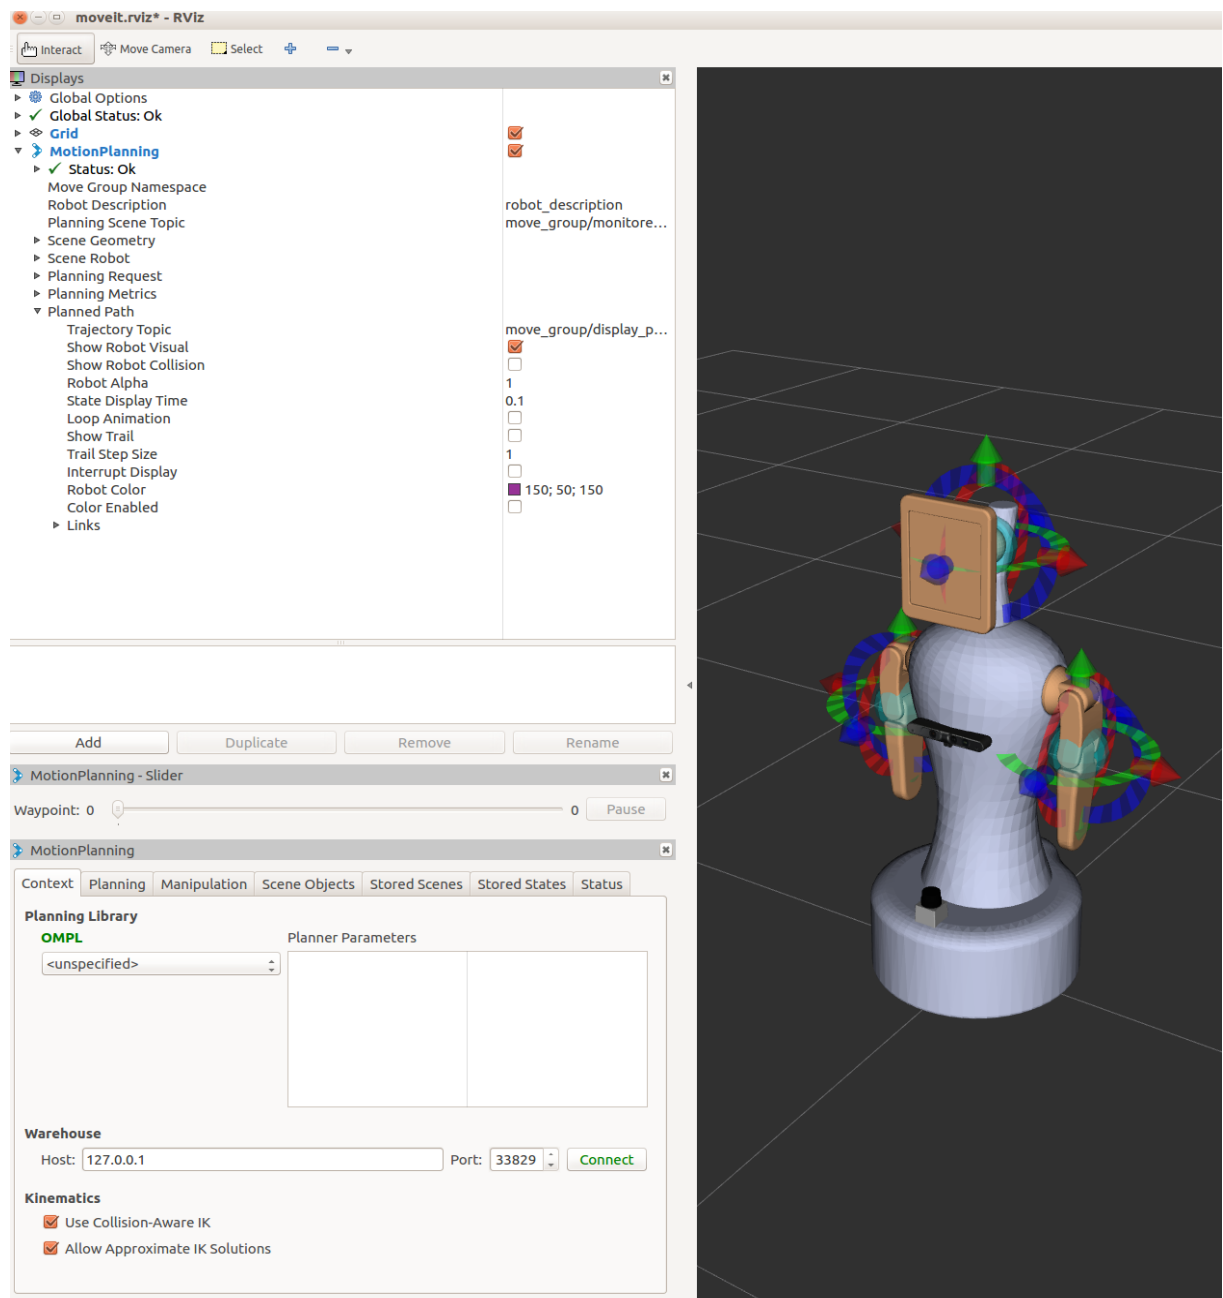 moveit.rviz* - RViz
Interact Move Camera Select
Displays
Global Options
Global Status: Ok
Grid
MotionPlanning
Status: Ok
Move Group Namespace
Robot Description robot_description
Planning Scene Topic move_group/monitore...
Scene Geometry
Scene Robot
Planning Request
Planning Metrics
Planned Path
Trajectory Topic move_group/display_p...
Show Robot Visual
Show Robot Collision
Robot Alpha 1
State Display Time 0.1
Loop Animation
Show Trail
Trail Step Size 1
Interrupt Display
Robot Color 150; 50; 150
Color Enabled
Links
Add Duplicate Remove Rename
MotionPlanning - Slider
Waypoint: 0 0 Pause
MotionPlanning
Context Planning Manipulation Scene Objects Stored Scenes Stored States Status
Planning Library
OMPL Planner Parameters
<unspecified>
Warehouse
Host: 127.0.0.1 Port: 33829 Connect
Kinematics
Use Collision-Aware IK
Allow Approximate IK Solutions